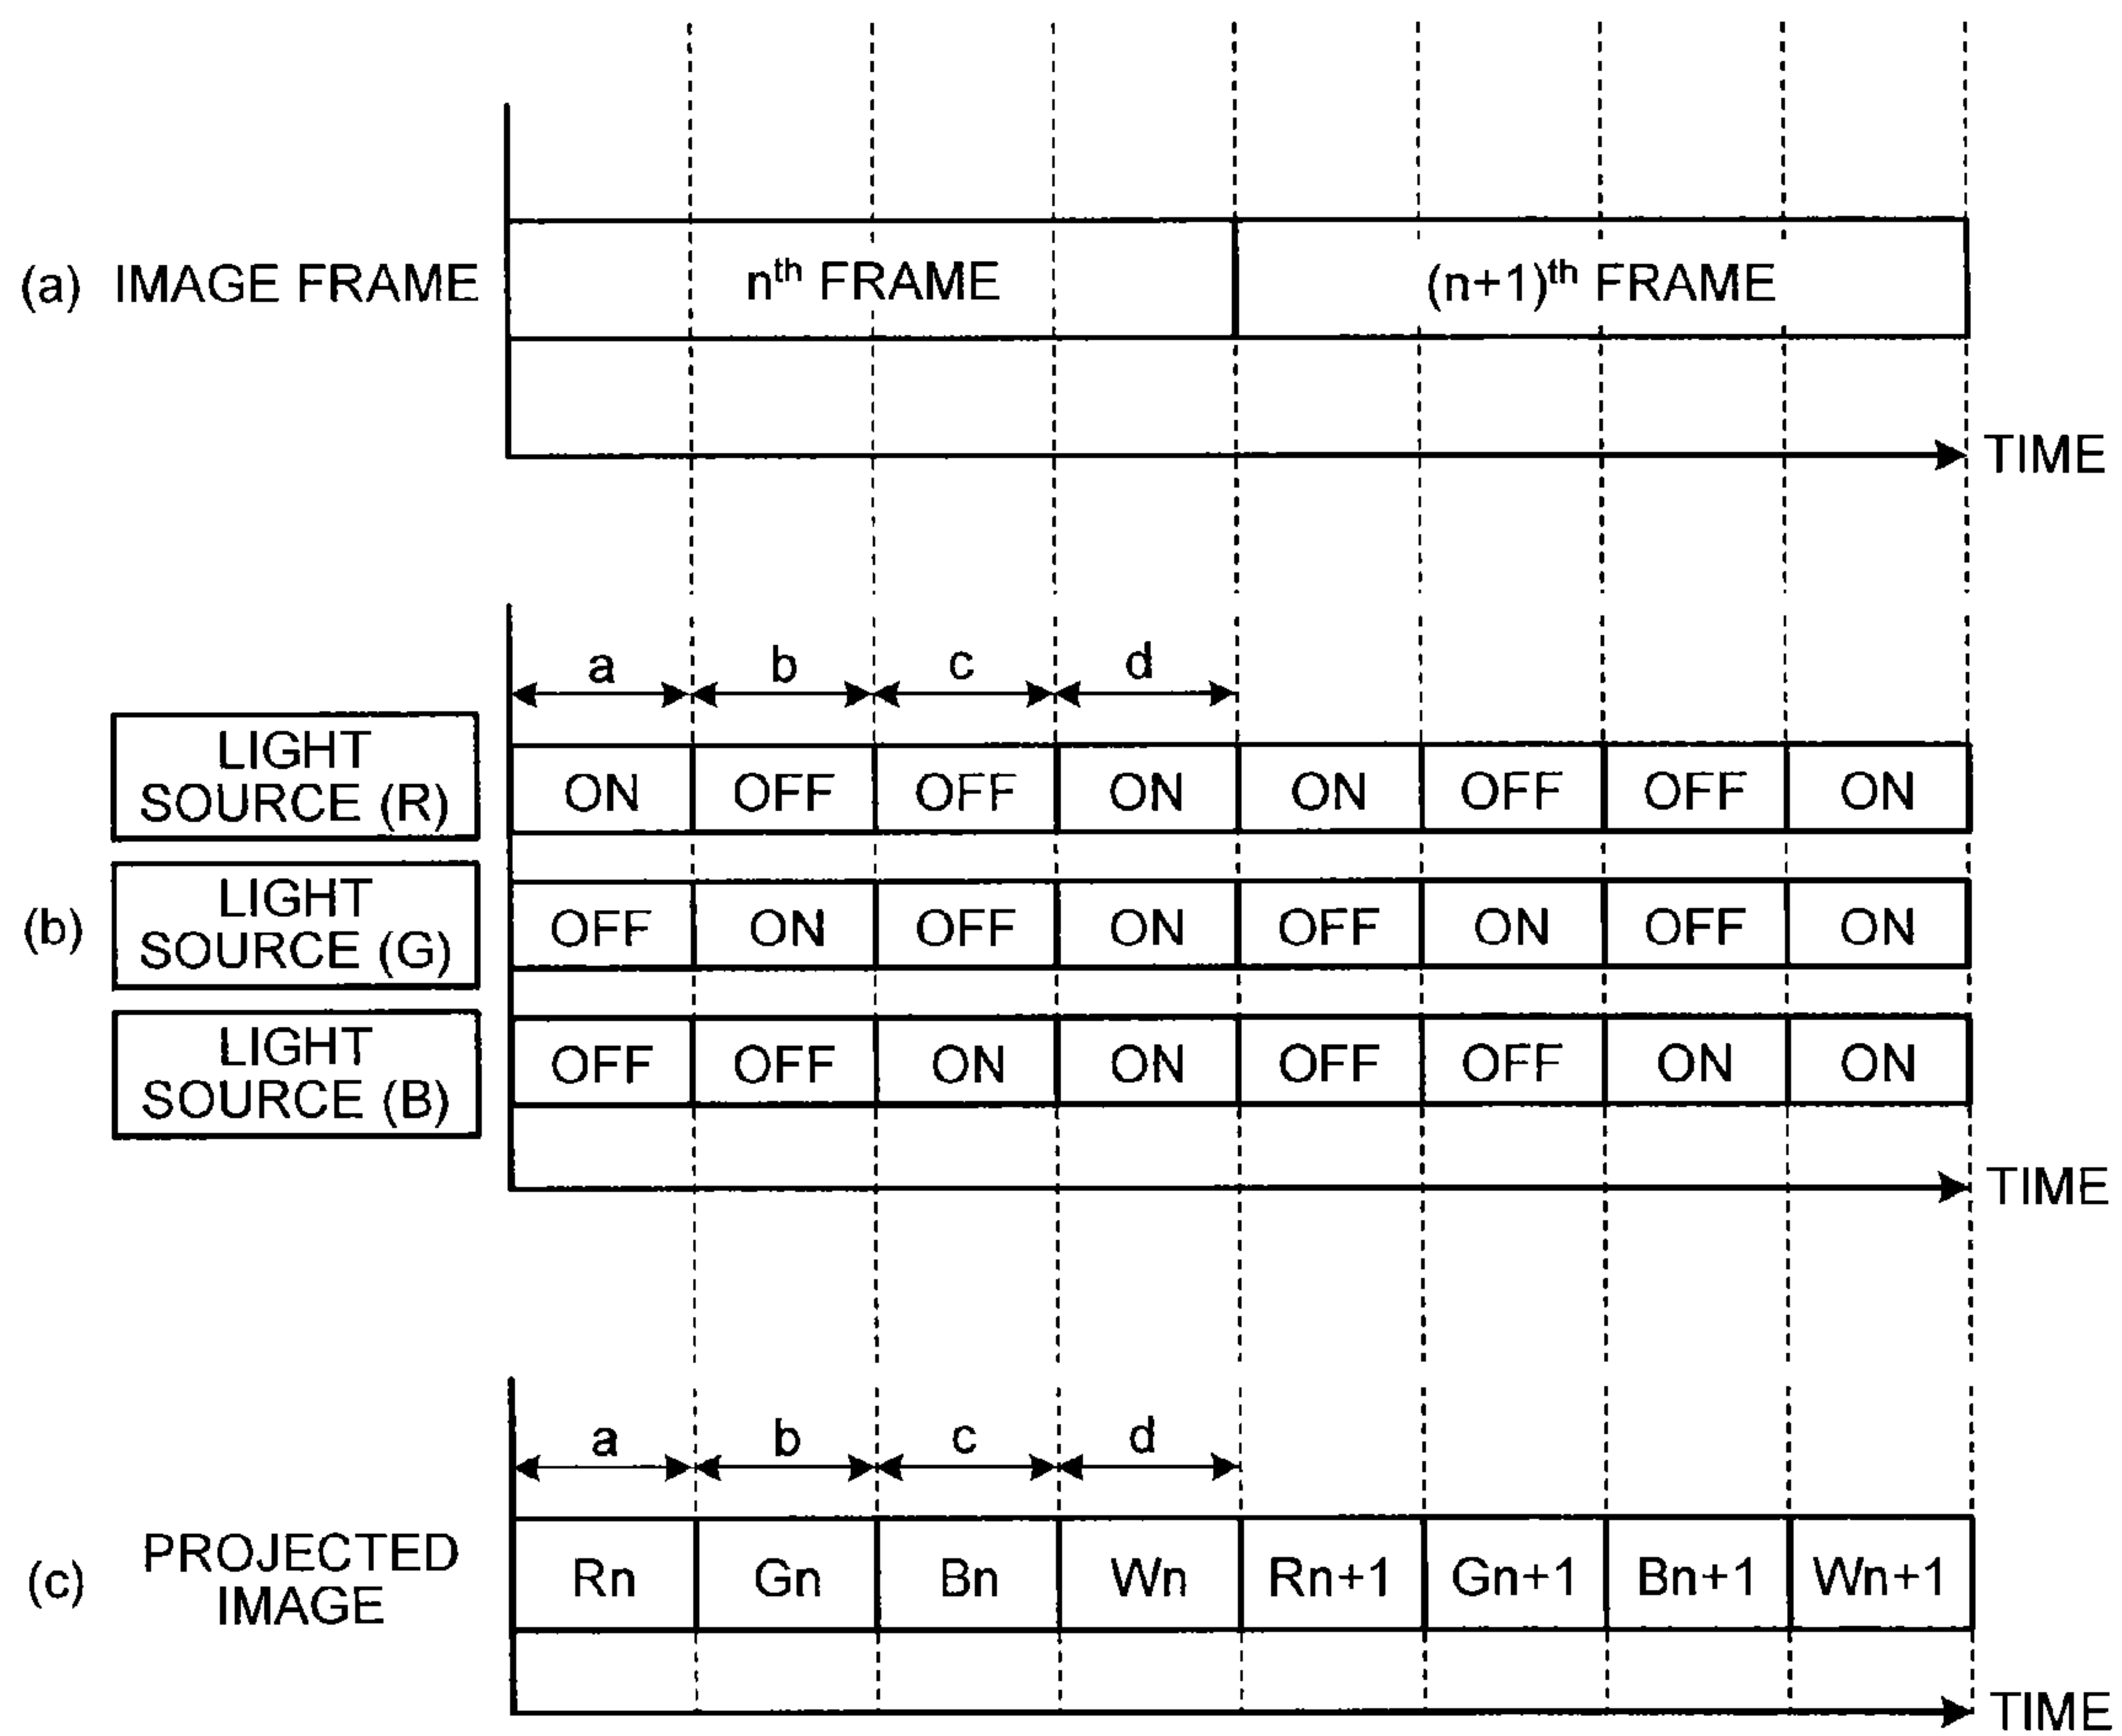 (a) IMAGE FRAME nth FRAME (n+1)th FRAME
TIME
a b c d
LIGHT
SOURCE (R)
ON OFF OFF ON ON OFF OFF ON
(b)
LIGHT
SOURCE (G)
OFF ON OFF ON OFF ON OFF ON
LIGHT
SOURCE (B)
OFF OFF ON ON OFF OFF ON ON
TIME
a b c d
(c)
PROJECTED
IMAGE
Rn Gn Bn Wn Rn+1 Gn+1 Bn+1 Wn+1
TIME